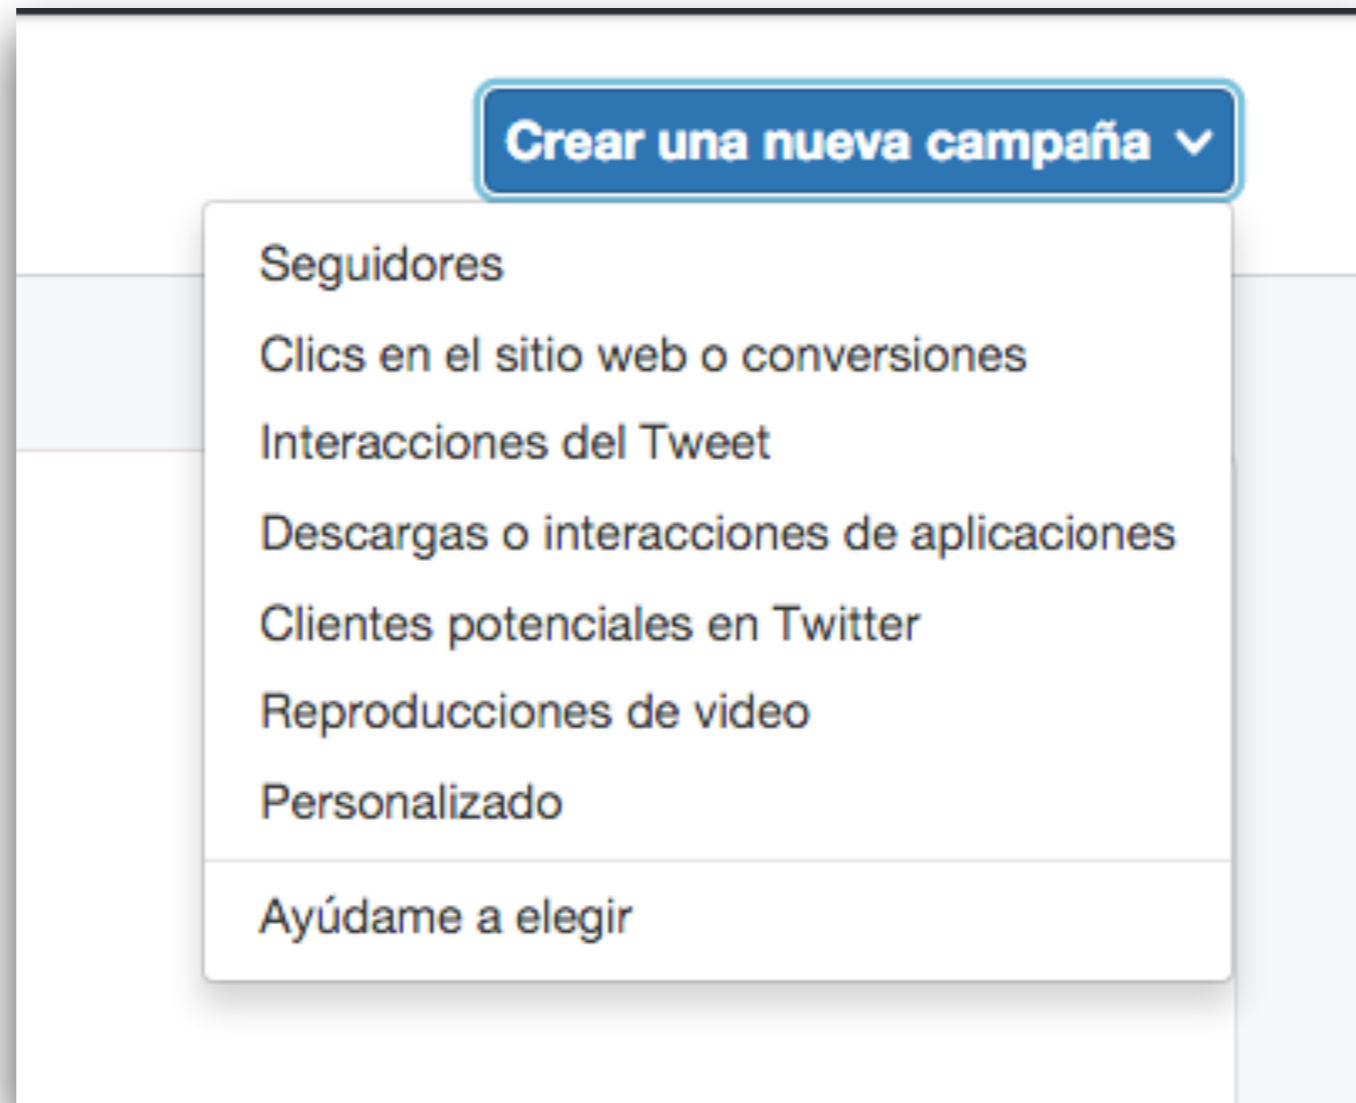 Crear una nueva campaña
Seguidores
Clics en el sitio web o conversiones
Interacciones del Tweet
Descargas o interacciones de aplicaciones
Clientes potenciales en Twitter
Reproducciones de video
Personalizado
Ayúdame a elegir